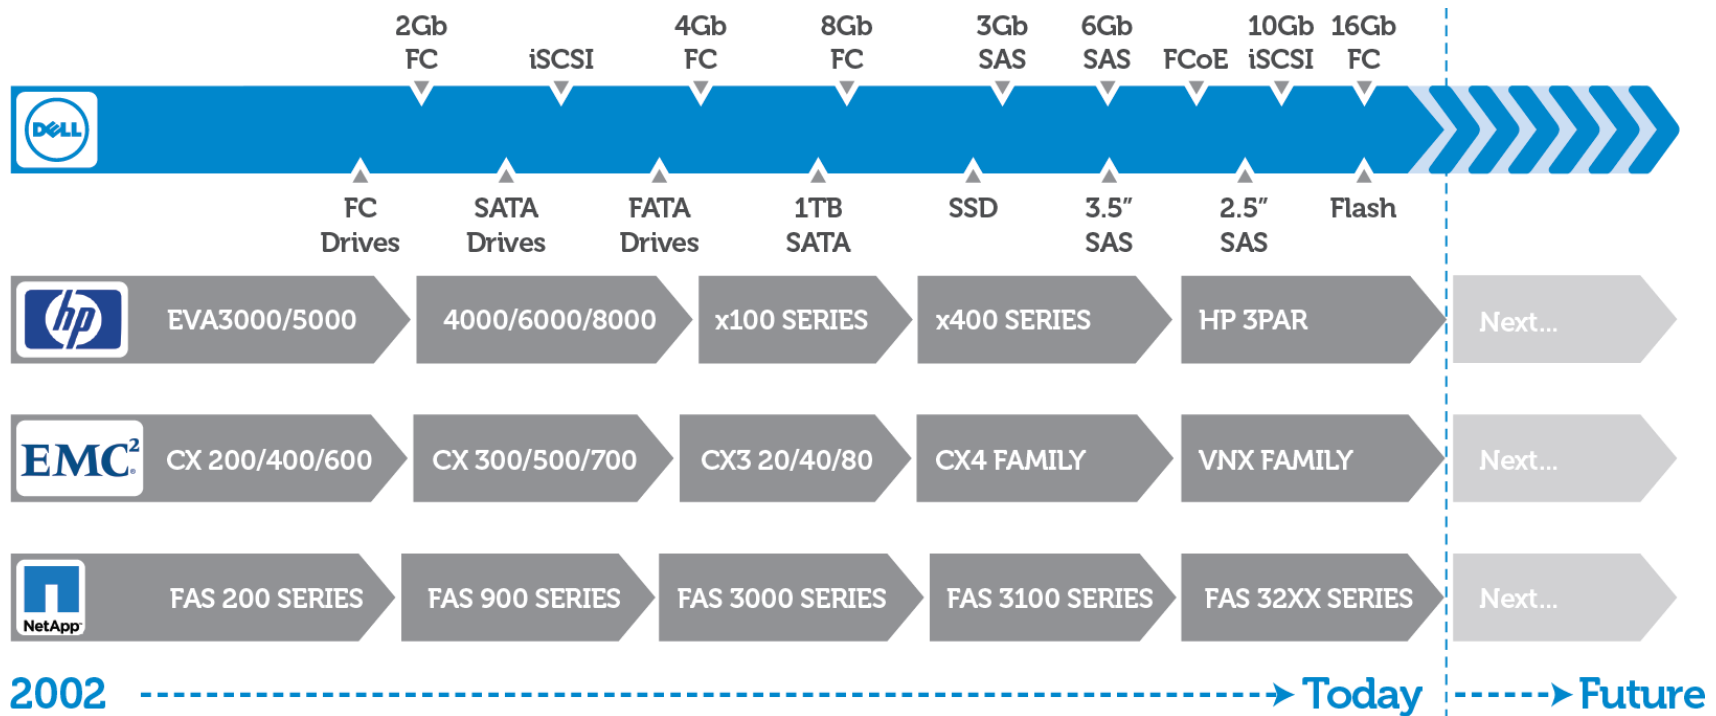 2Gb FC
iSCSI
4Gb FC
8Gb FC
3Gb SAS
6Gb SAS
FCoE
10Gb iSCSI
16Gb FC
DELL
FC Drives
SATA Drives
FATA Drives
1TB SATA
SSD
3.5" SAS
2.5" SAS
Flash
hp EVA3000/5000 4000/6000/8000 x100 SERIES x400 SERIES HP 3PAR Next...
EMC² CX 200/400/600 CX 300/500/700 CX3 20/40/80 CX4 FAMILY VNX FAMILY Next...
NetApp FAS 200 SERIES FAS 900 SERIES FAS 3000 SERIES FAS 3100 SERIES FAS 32XX SERIES Next...
2002 Today Future